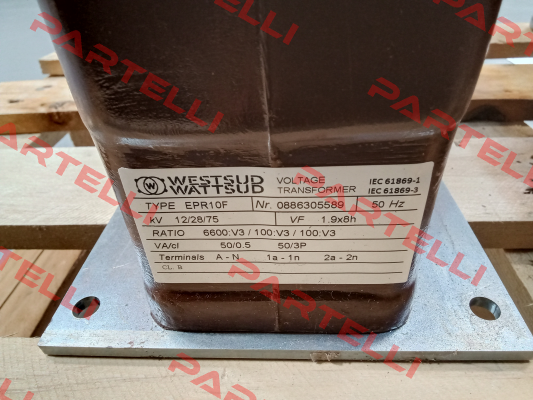 WESTSUD WATTSUD VOLTAGE TRANSFORMER IEC 61869-1 IEC 61869-3
TYPE EPR10F Nr. 0886305589 50 Hz
kV 12/28/75 VF 1.9x8h
RATIO 6600:V3 / 100:V3 / 100:V3
VA/cl 50/0.5 50/3P
Terminals A - N 1a - 1n 2a - 2n
CL. B
PARTELLI
PARTELLI
PARTELLI
PARTELLI
PARTELLI
PARTELLI